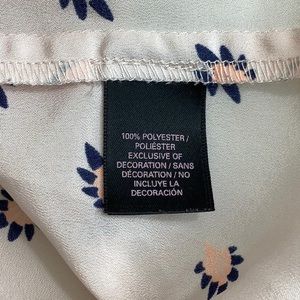 100% POLYESTER /
POLIÉSTER
EXCLUSIVE OF
DECORATION / SANS
DÉCORATION / NO
INCLUYE LA
DECORACIÓN